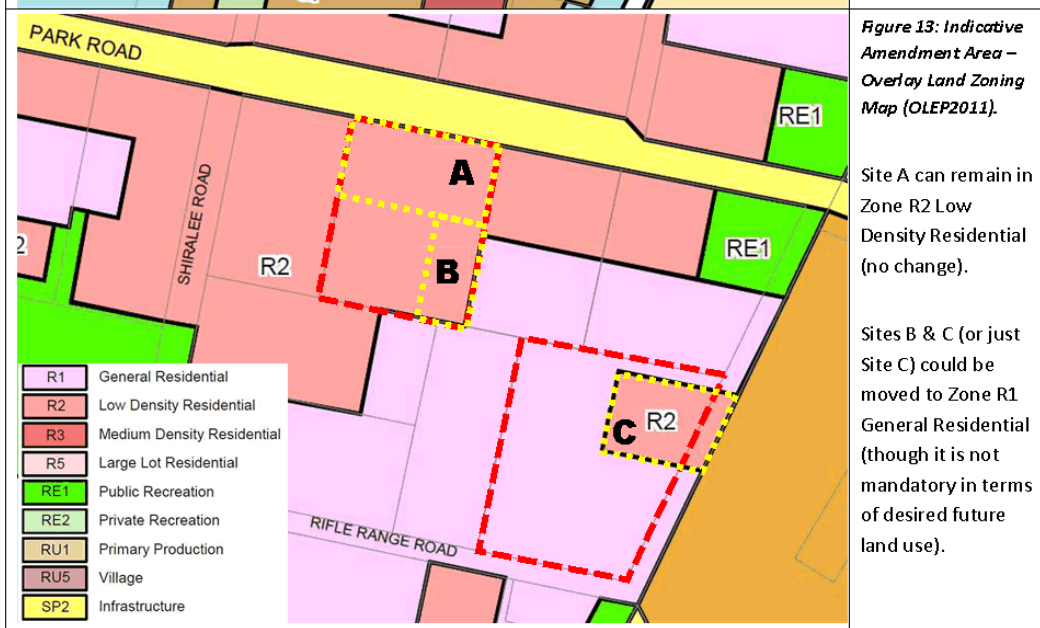 PARK ROAD
RE1
A
SHIRALEE ROAD
RE1
2
R2
B
R2
C
RIFLE RANGE ROAD
R1 General Residential
R2 Low Density Residential
R3 Medium Density Residential
R5 Large Lot Residential
RE1 Public Recreation
RE2 Private Recreation
RU1 Primary Production
RU5 Village
SP2 Infrastructure
Figure 13: Indicative
Amendment Area –
Overlay Land Zoning
Map (OLEP2011).
Site A can remain in
Zone R2 Low
Density Residential
(no change).
Sites B & C (or just
Site C) could be
moved to Zone R1
General Residential
(though it is not
mandatory in terms
of desired future
land use).